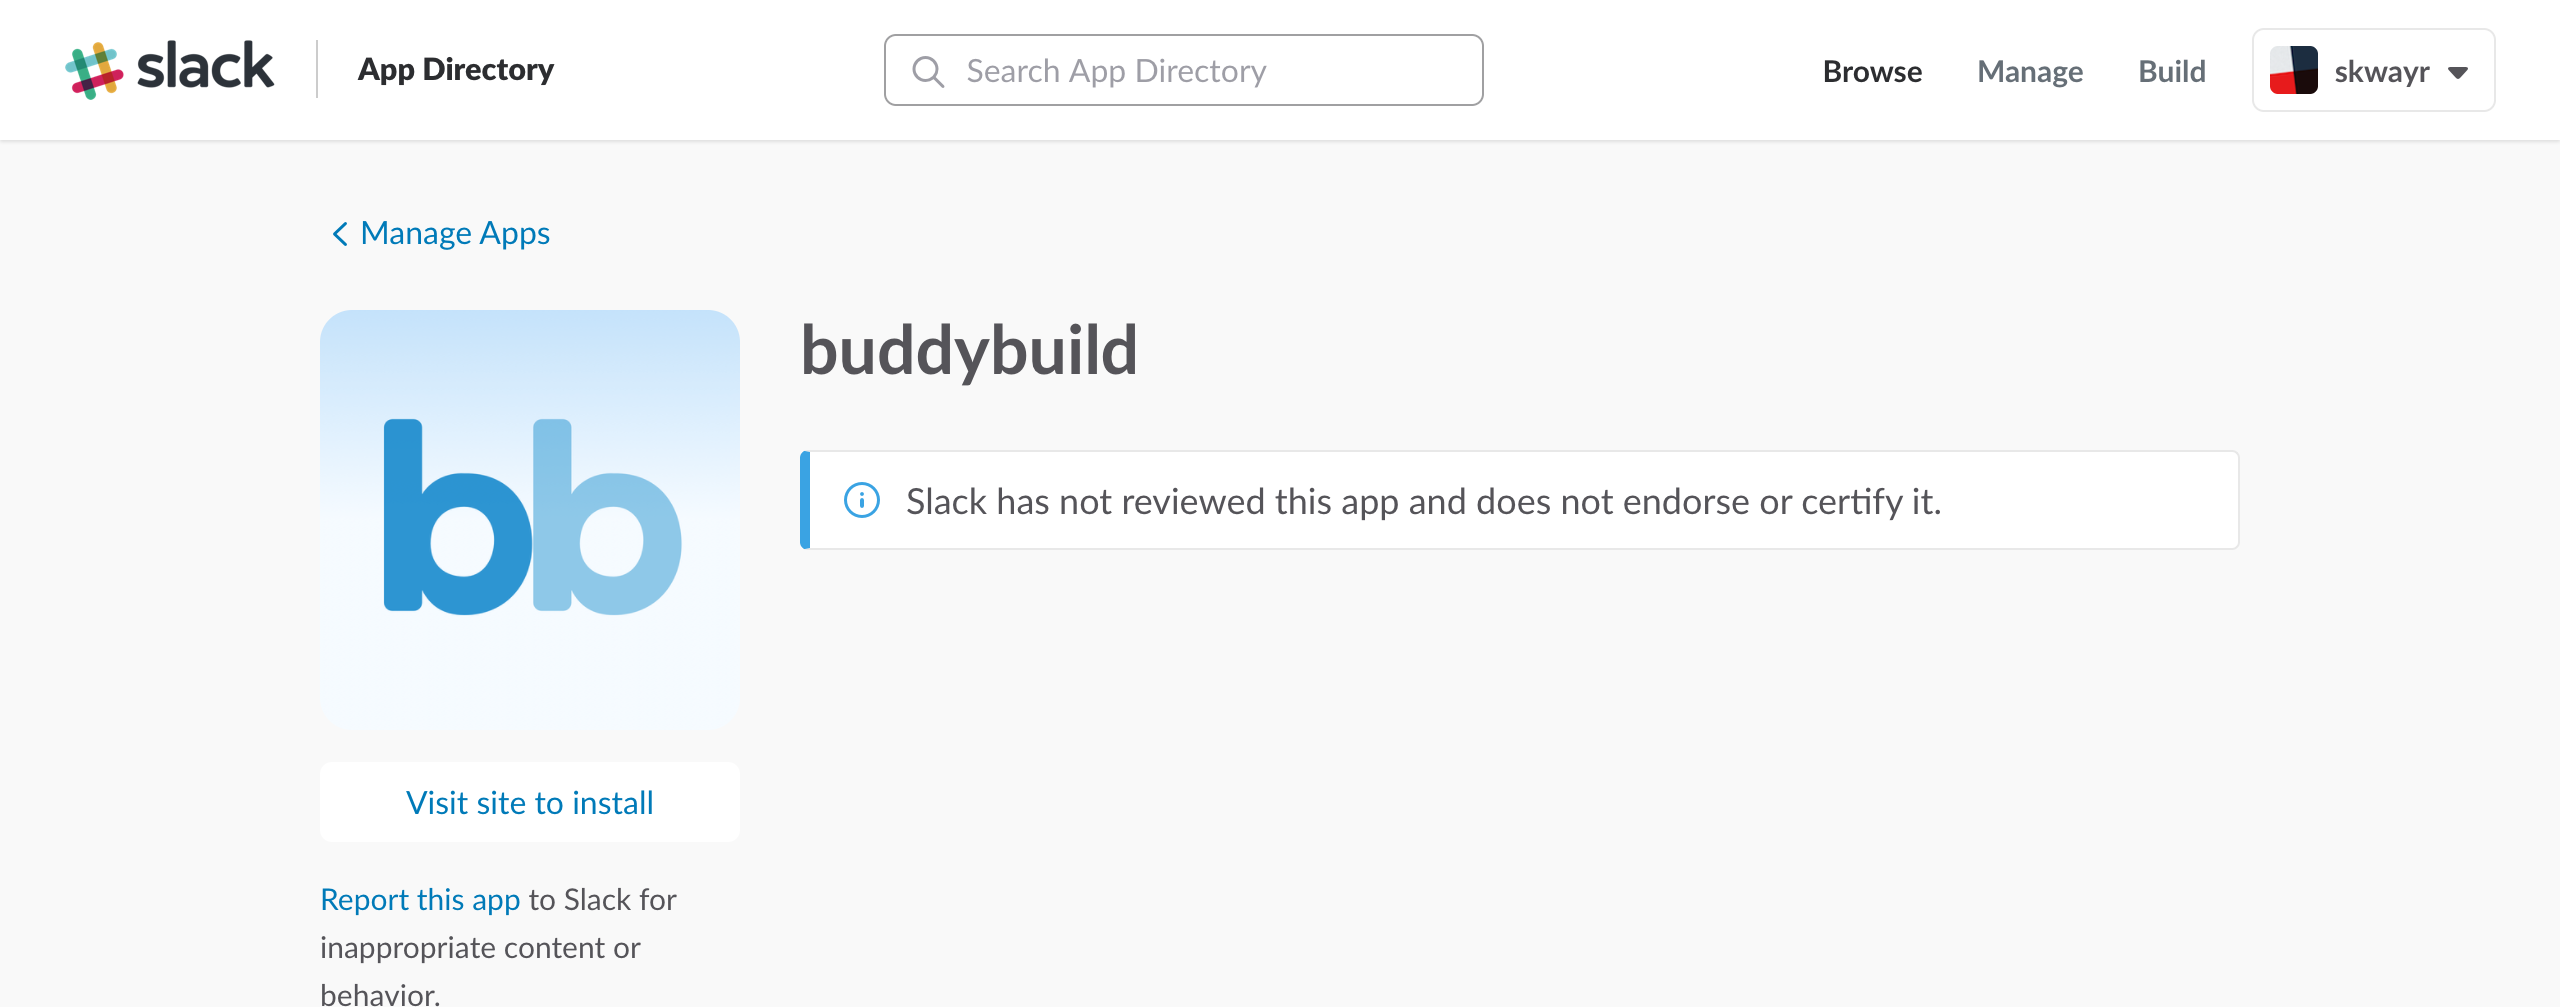 slack
App Directory
Search App Directory
Browse
Manage
Build
skwayr
Manage Apps
bb
buddybuild
Slack has not reviewed this app and does not endorse or certify it.
Visit site to install
Report this app to Slack for
inappropriate content or
behavior.